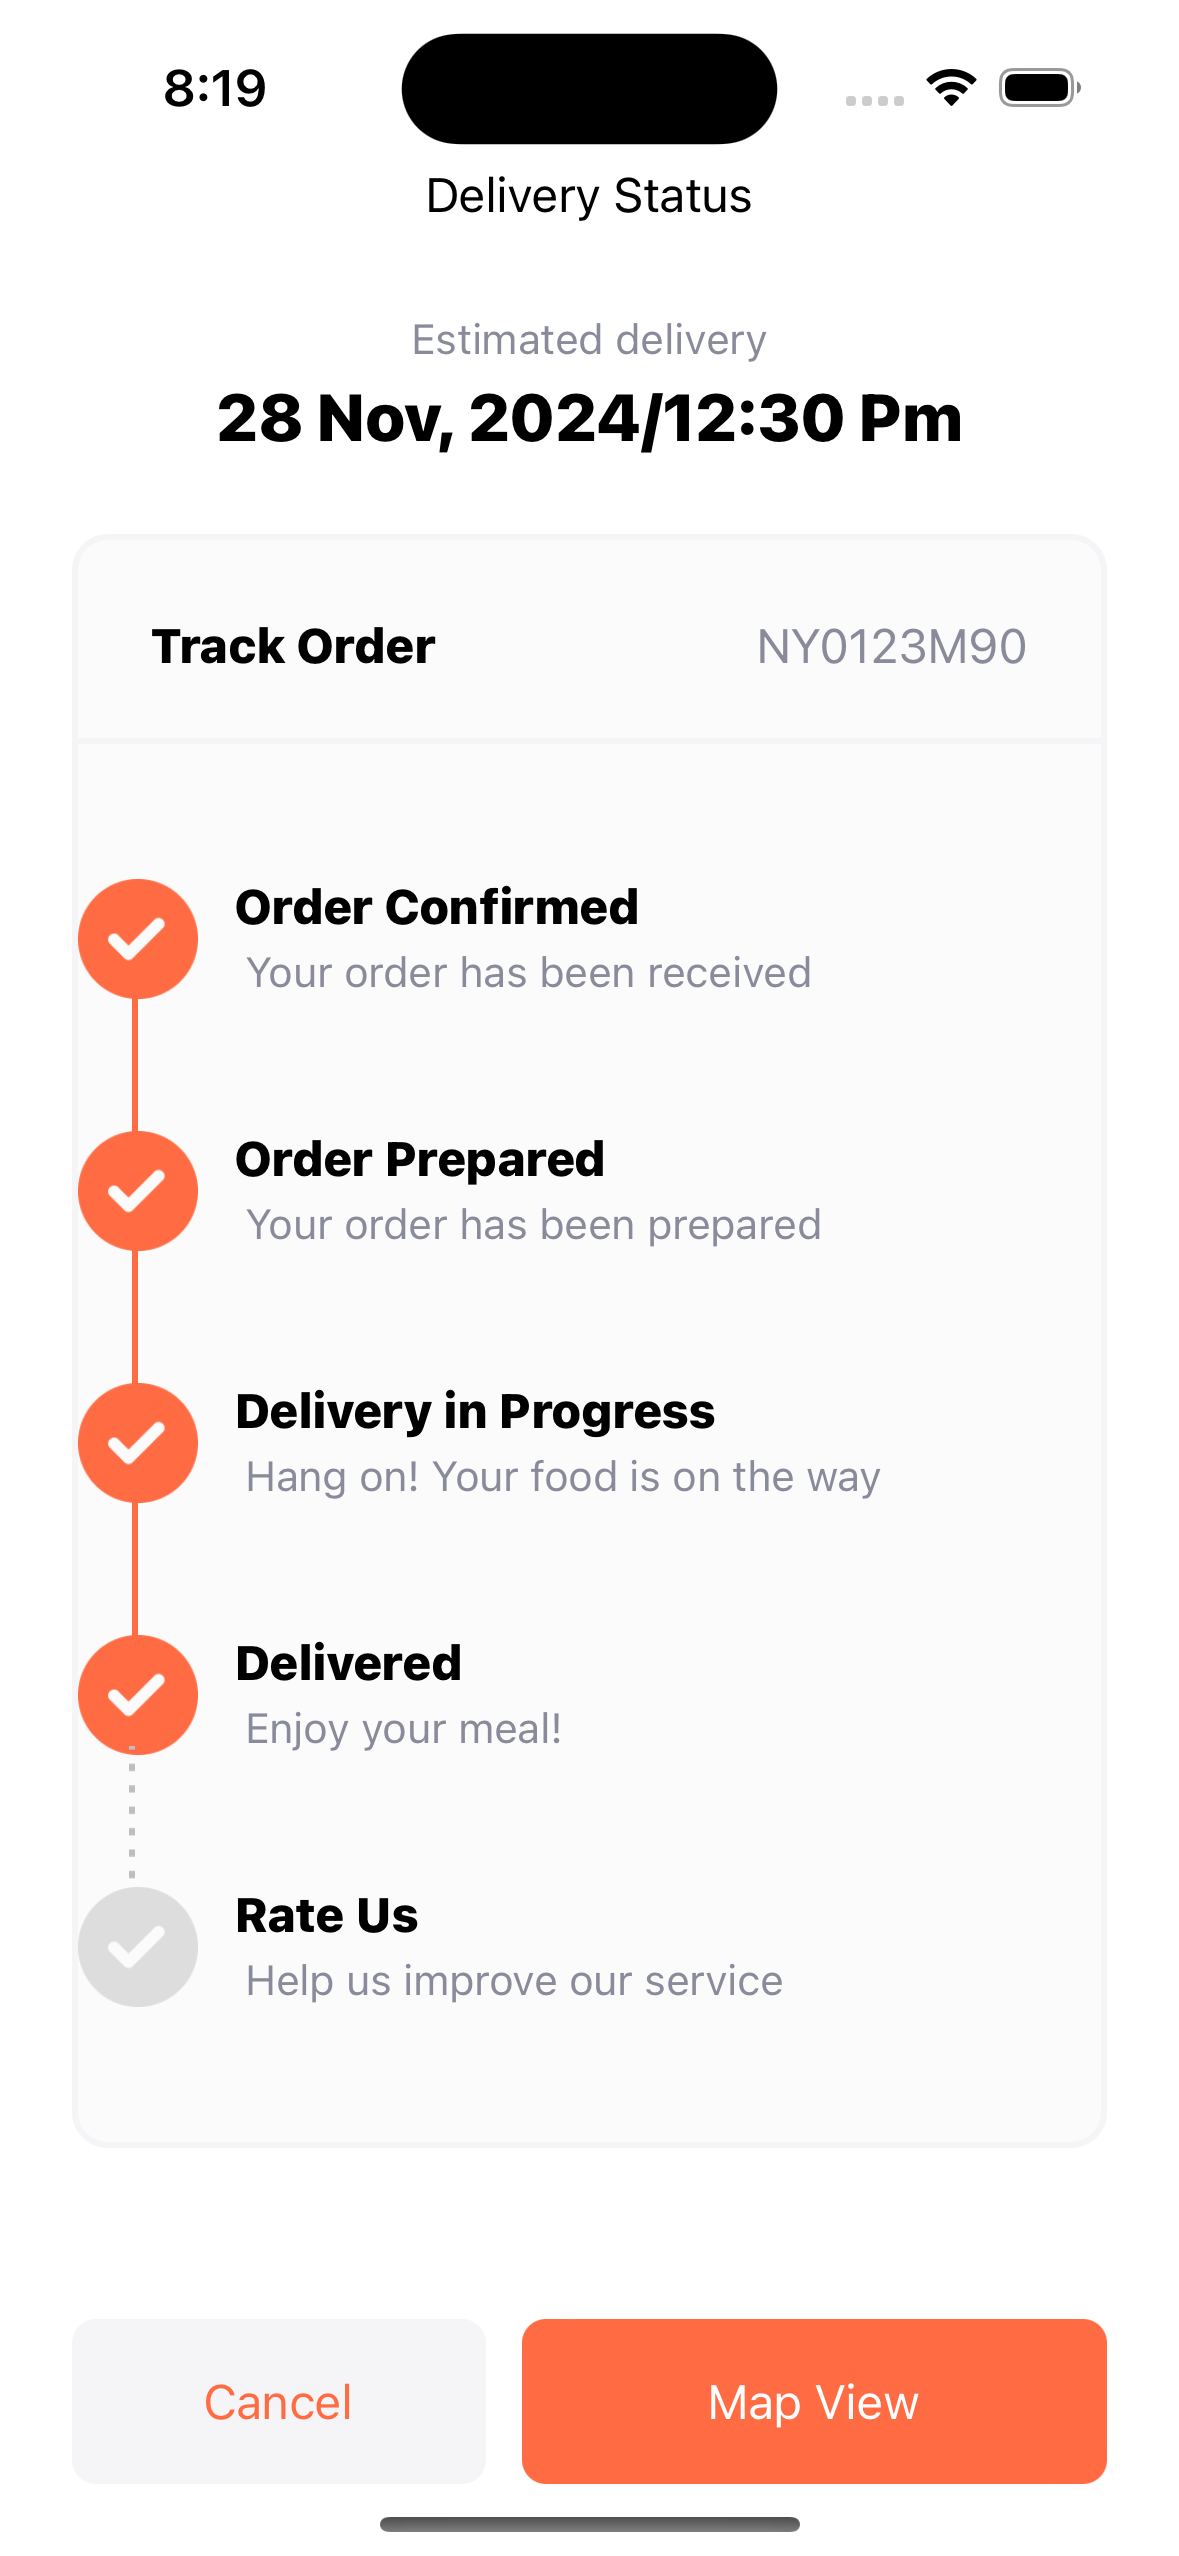 8:19
Delivery Status
Estimated delivery
28 Nov, 2024/12:30 Pm
Track Order NY0123M90
Order Confirmed
Your order has been received
Order Prepared
Your order has been prepared
Delivery in Progress
Hang on! Your food is on the way
Delivered
Enjoy your meal!
Rate Us
Help us improve our service
Cancel Map View